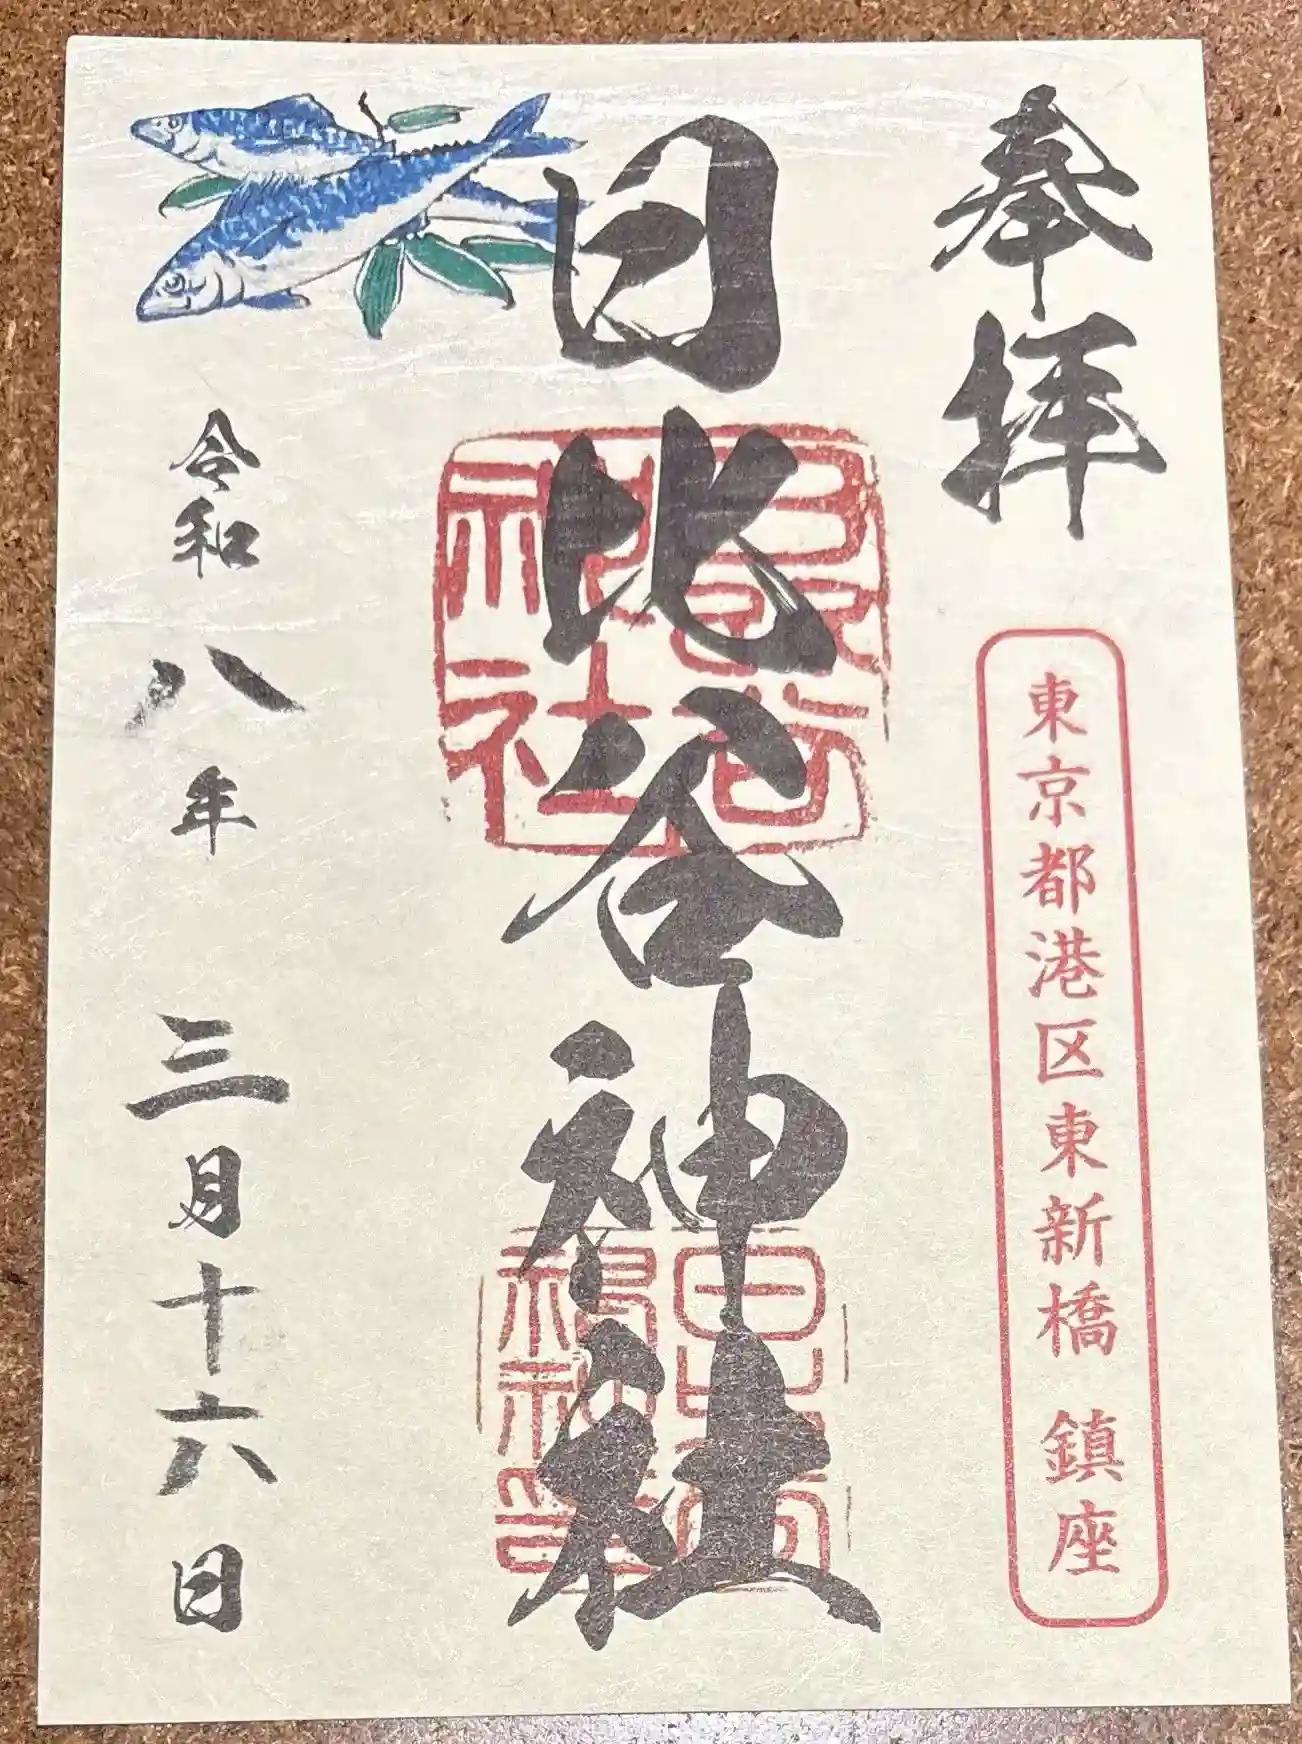 奉拝
東京都港区東新橋 鎮座
日比谷神社
令和八年 三月十六日